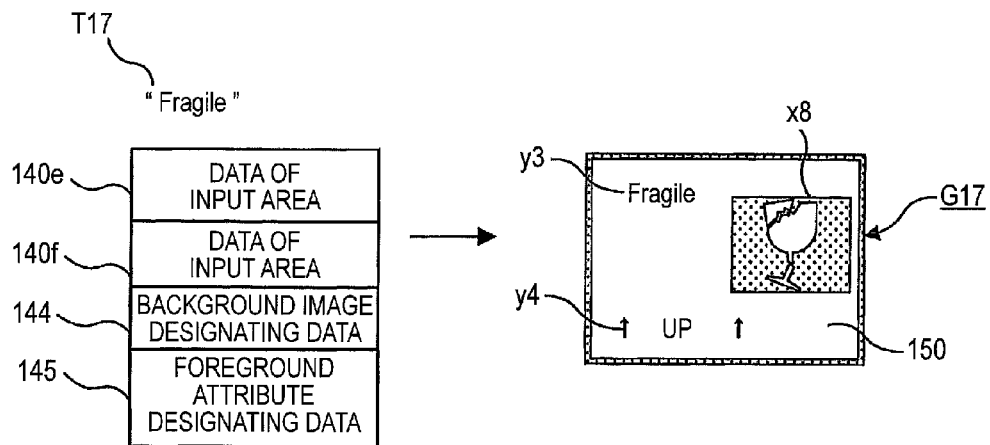 T17
" Fragile "
140e
DATA OF
INPUT AREA
140f
DATA OF
INPUT AREA
144
BACKGROUND IMAGE
DESIGNATING DATA
145
FOREGROUND
ATTRIBUTE
DESIGNATING DATA
x8
y3
Fragile
G17
y4
↑ UP ↑
150